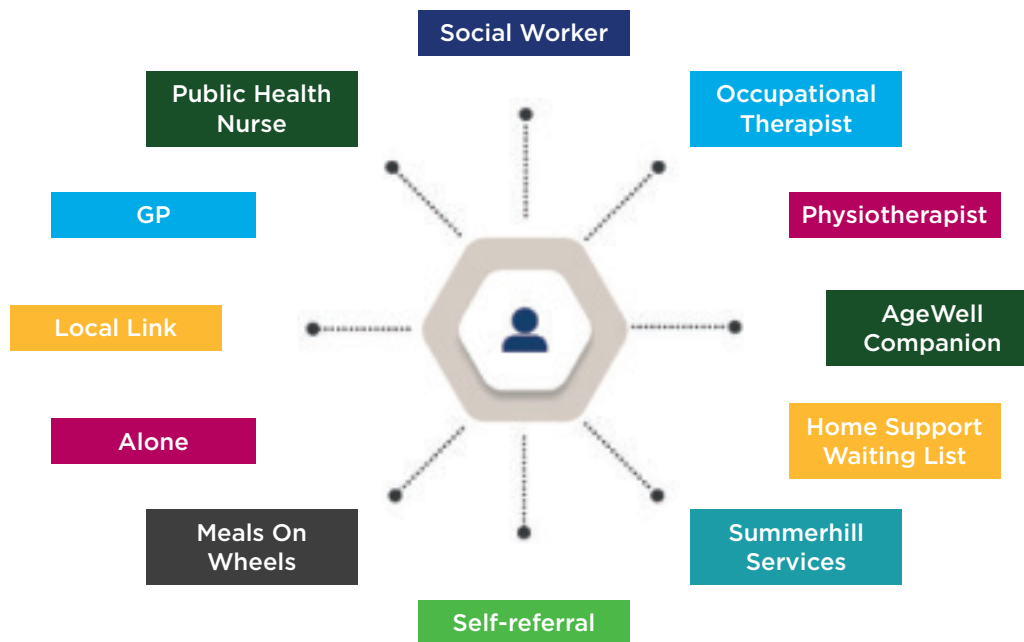 Social Worker
Public Health
Nurse
Occupational
Therapist
GP
Physiotherapist
Local Link
AgeWell
Companion
Alone
Home Support
Waiting List
Meals On
Wheels
Summerhill
Services
Self-referral